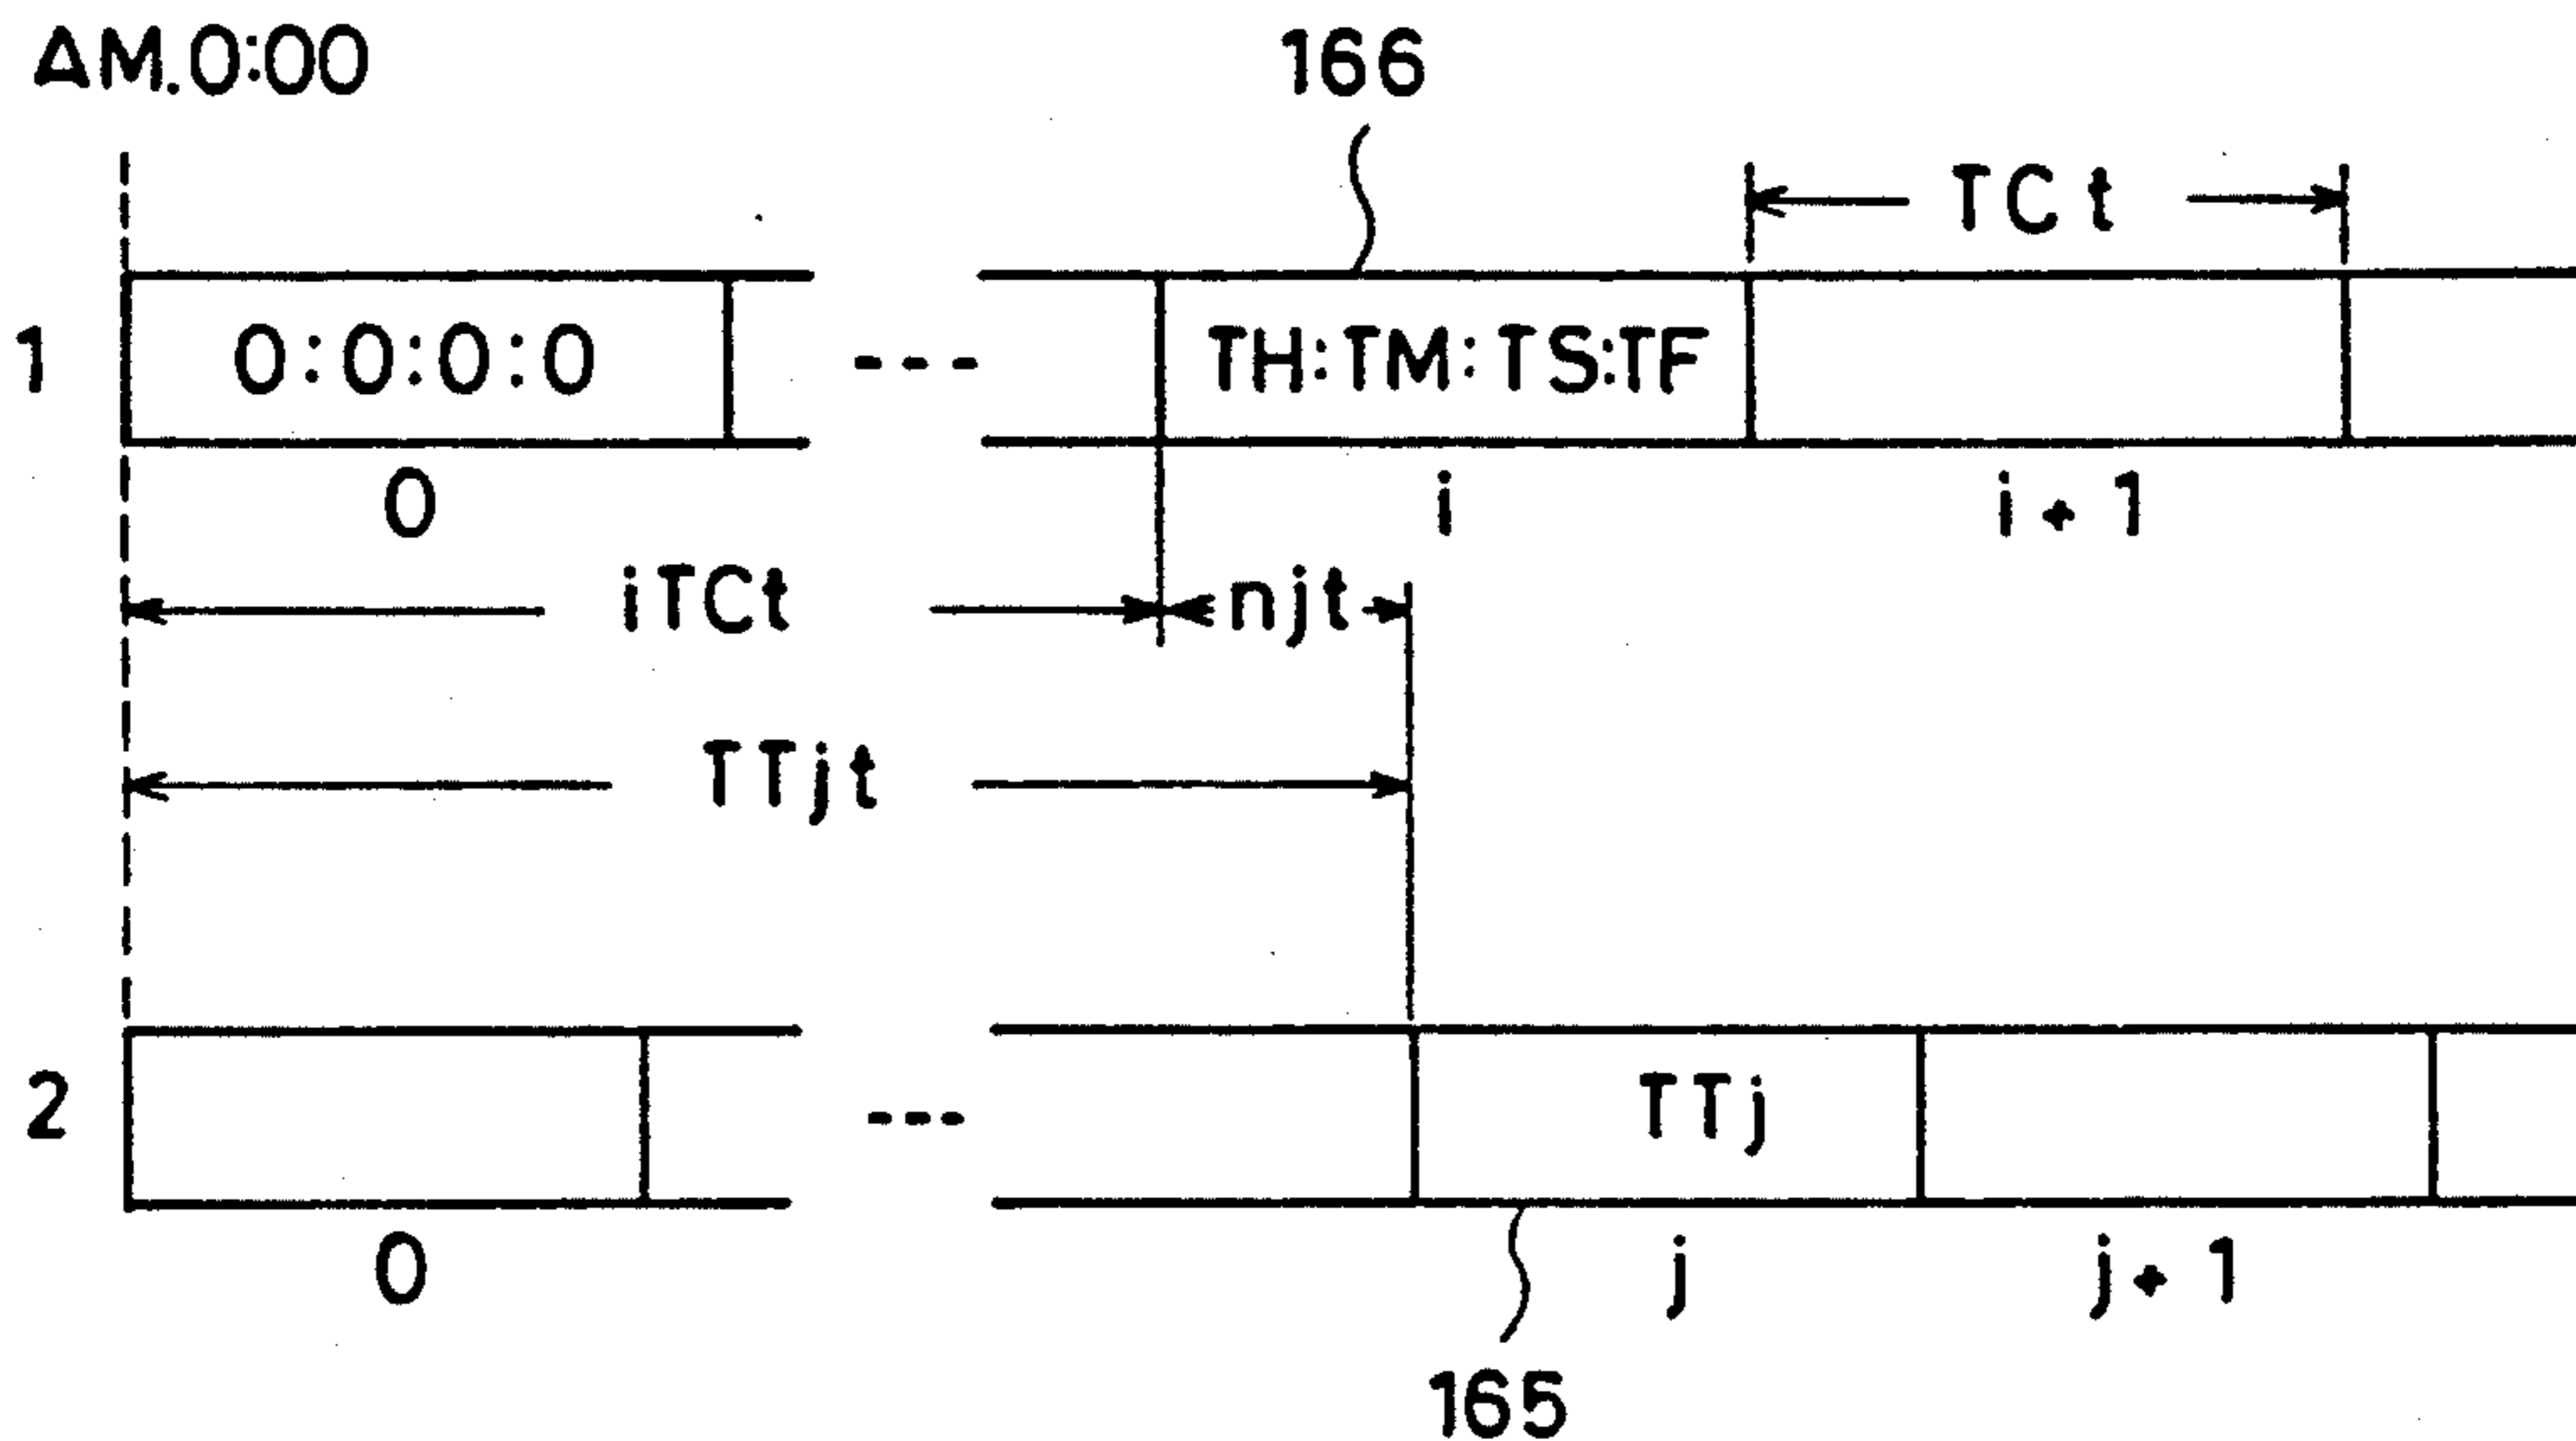 AM.0:00
166
TCt
1
0:0:0:0
---
TH:TM:TS:TF
0
i
i+1
iTCt
njt
TTjt
2
---
TTj
0
j
j+1
165